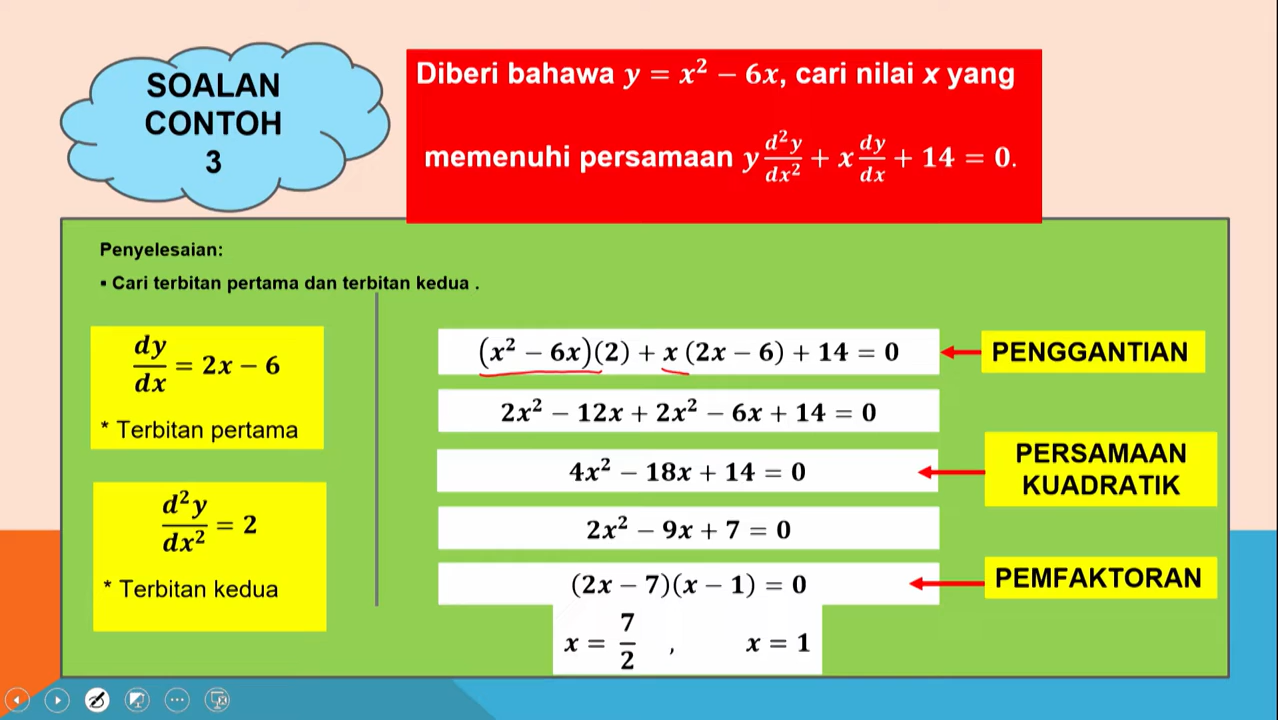 SOALAN
CONTOH
3
Diberi bahawa y = x² − 6x, cari nilai x yang
memenuhi persamaan y d²y/dx² + x dy/dx + 14 = 0.
Penyelesaian:
▪ Cari terbitan pertama dan terbitan kedua .
dy/dx = 2x − 6
* Terbitan pertama
d²y/dx² = 2
* Terbitan kedua
(x² − 6x)(2) + x (2x − 6) + 14 = 0
PENGGANTIAN
2x² − 12x + 2x² − 6x + 14 = 0
4x² − 18x + 14 = 0
PERSAMAAN
KUADRATIK
2x² − 9x + 7 = 0
(2x − 7)(x − 1) = 0
PEMFAKTORAN
x = 7/2 , x = 1